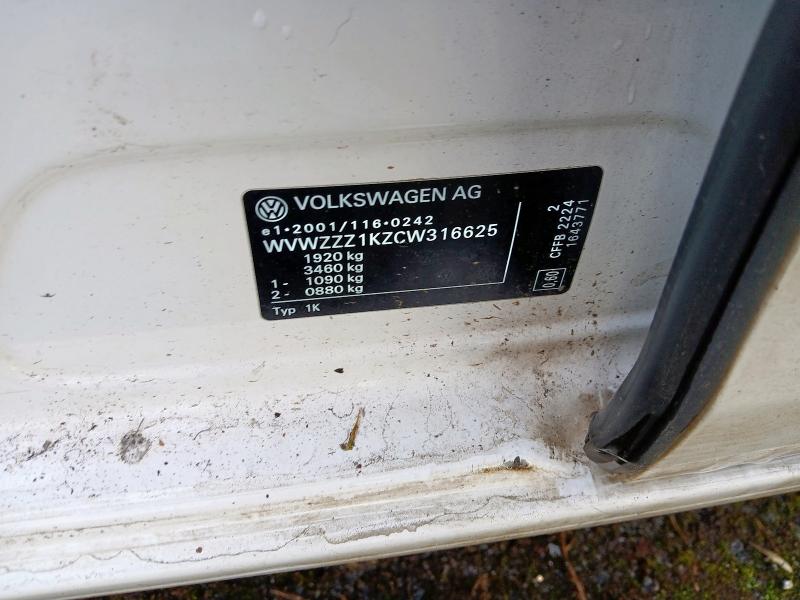 VOLKSWAGEN AG
e1*2001/116*0242
WVWZZZ1KZCW316625
1920 kg
3460 kg
1- 1090 kg
2- 0880 kg
Typ 1K
2
CFFB 2224
1643771
0,60